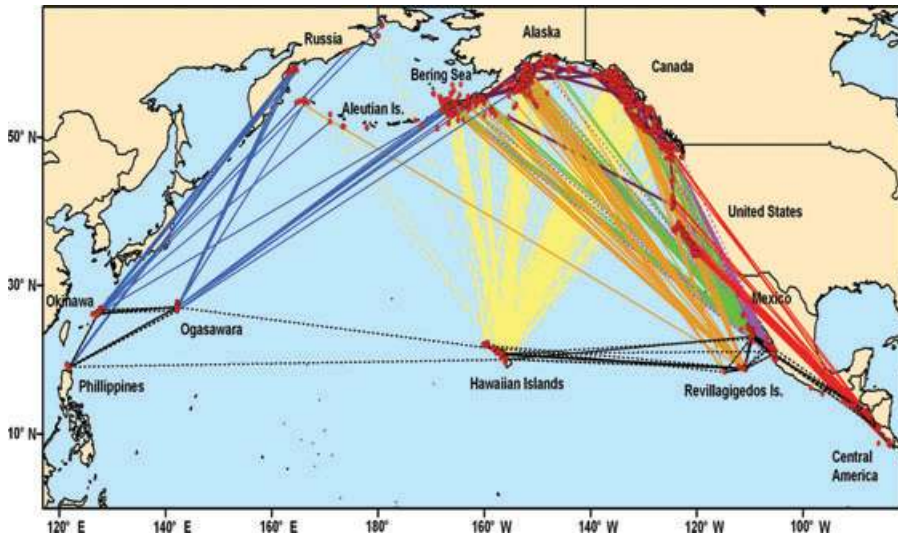 Russia
Alaska
Bering Sea
Canada
Aleutian Is.
50° N
United States
30° N
Okinawa
Mexico
Ogasawara
Phillippines
Hawaiian Islands
Revillagigedos Is.
10° N
Central
America
120° E
140° E
160° E
180°
160° W
140° W
120° W
100° W